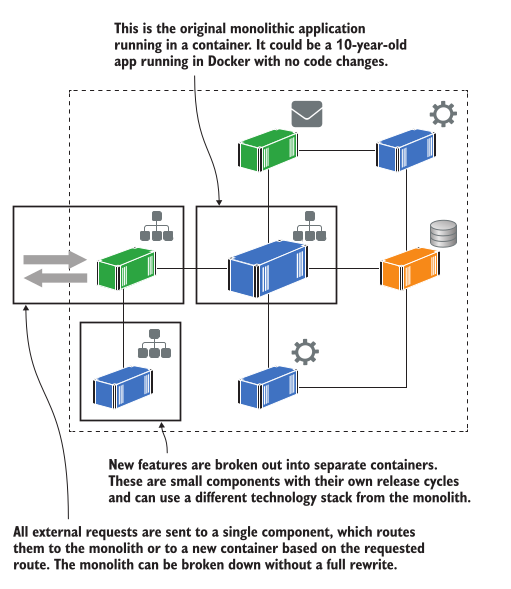 This is the original monolithic application
running in a container. It could be a 10-year-old
app running in Docker with no code changes.
New features are broken out into separate containers.
These are small components with their own release cycles
and can use a different technology stack from the monolith.
All external requests are sent to a single component, which routes
them to the monolith or to a new container based on the requested
route. The monolith can be broken down without a full rewrite.